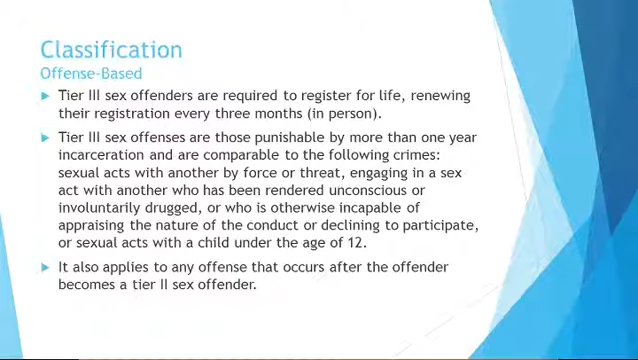 Classification
Offense-Based
Tier III sex offenders are required to register for life, renewing
their registration every three months (in person).
Tier III sex offenses are those punishable by more than one year
incarceration and are comparable to the following crimes:
sexual acts with another by force or threat, engaging in a sex
act with another who has been rendered unconscious or
involuntarily drugged, or who is otherwise incapable of
appraising the nature of the conduct or declining to participate,
or sexual acts with a child under the age of 12.
It also applies to any offense that occurs after the offender
becomes a tier II sex offender.